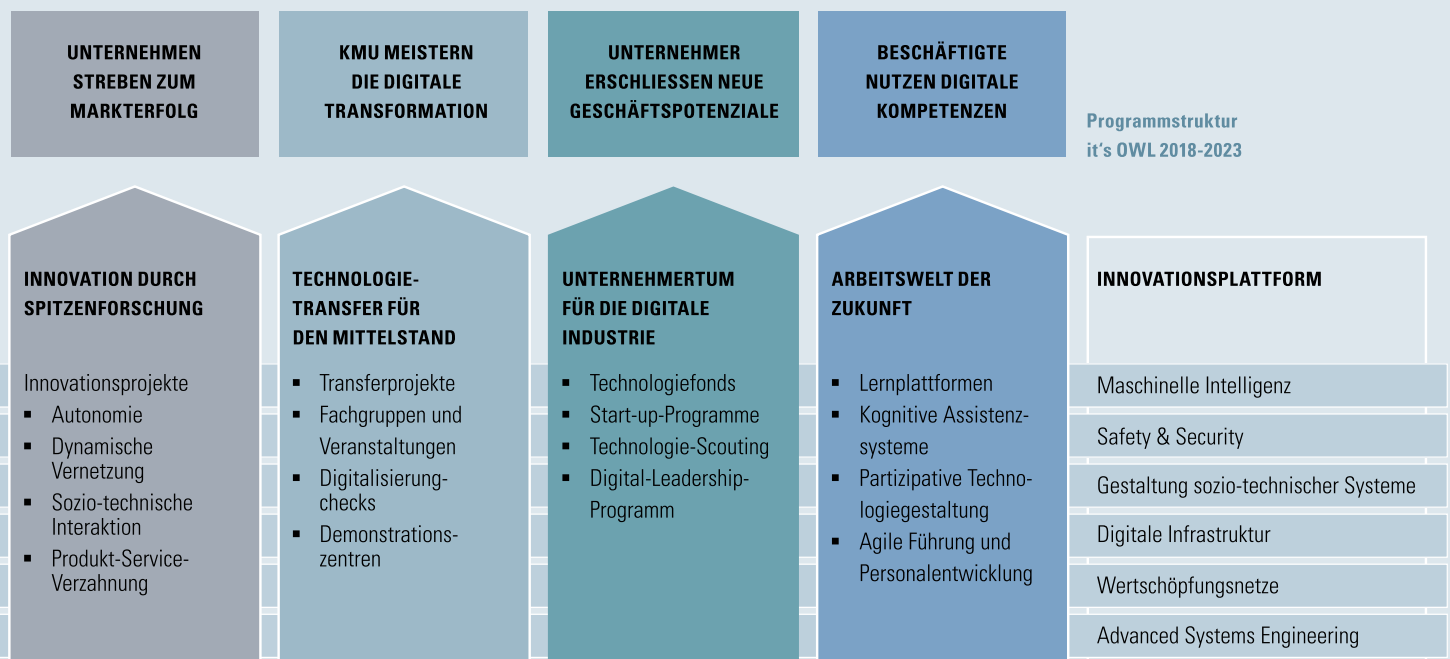 UNTERNEHMEN
STREBEN ZUM
MARKTERFOLG
KMU MEISTERN
DIE DIGITALE
TRANSFORMATION
UNTERNEHMER
ERSCHLIESSEN NEUE
GESCHÄFTSPOTENZIALE
BESCHÄFTIGTE
NUTZEN DIGITALE
KOMPETENZEN
Programmstruktur
it‘s OWL 2018-2023
INNOVATION DURCH
SPITZENFORSCHUNG
Innovationsprojekte
▪ Autonomie
▪ Dynamische
Vernetzung
▪ Sozio-technische
Interaktion
▪ Produkt-Service-
Verzahnung
TECHNOLOGIE-
TRANSFER FÜR
DEN MITTELSTAND
▪ Transferprojekte
▪ Fachgruppen und
Veranstaltungen
▪ Digitalisierung-
checks
▪ Demonstrations-
zentren
UNTERNEHMERTUM
FÜR DIE DIGITALE
INDUSTRIE
▪ Technologiefonds
▪ Start-up-Programme
▪ Technologie-Scouting
▪ Digital-Leadership-
Programm
ARBEITSWELT DER
ZUKUNFT
▪ Lernplattformen
▪ Kognitive Assistenz-
systeme
▪ Partizipative Techno-
logiegestaltung
▪ Agile Führung und
Personalentwicklung
INNOVATIONSPLATTFORM
Maschinelle Intelligenz
Safety & Security
Gestaltung sozio-technischer Systeme
Digitale Infrastruktur
Wertschöpfungsnetze
Advanced Systems Engineering